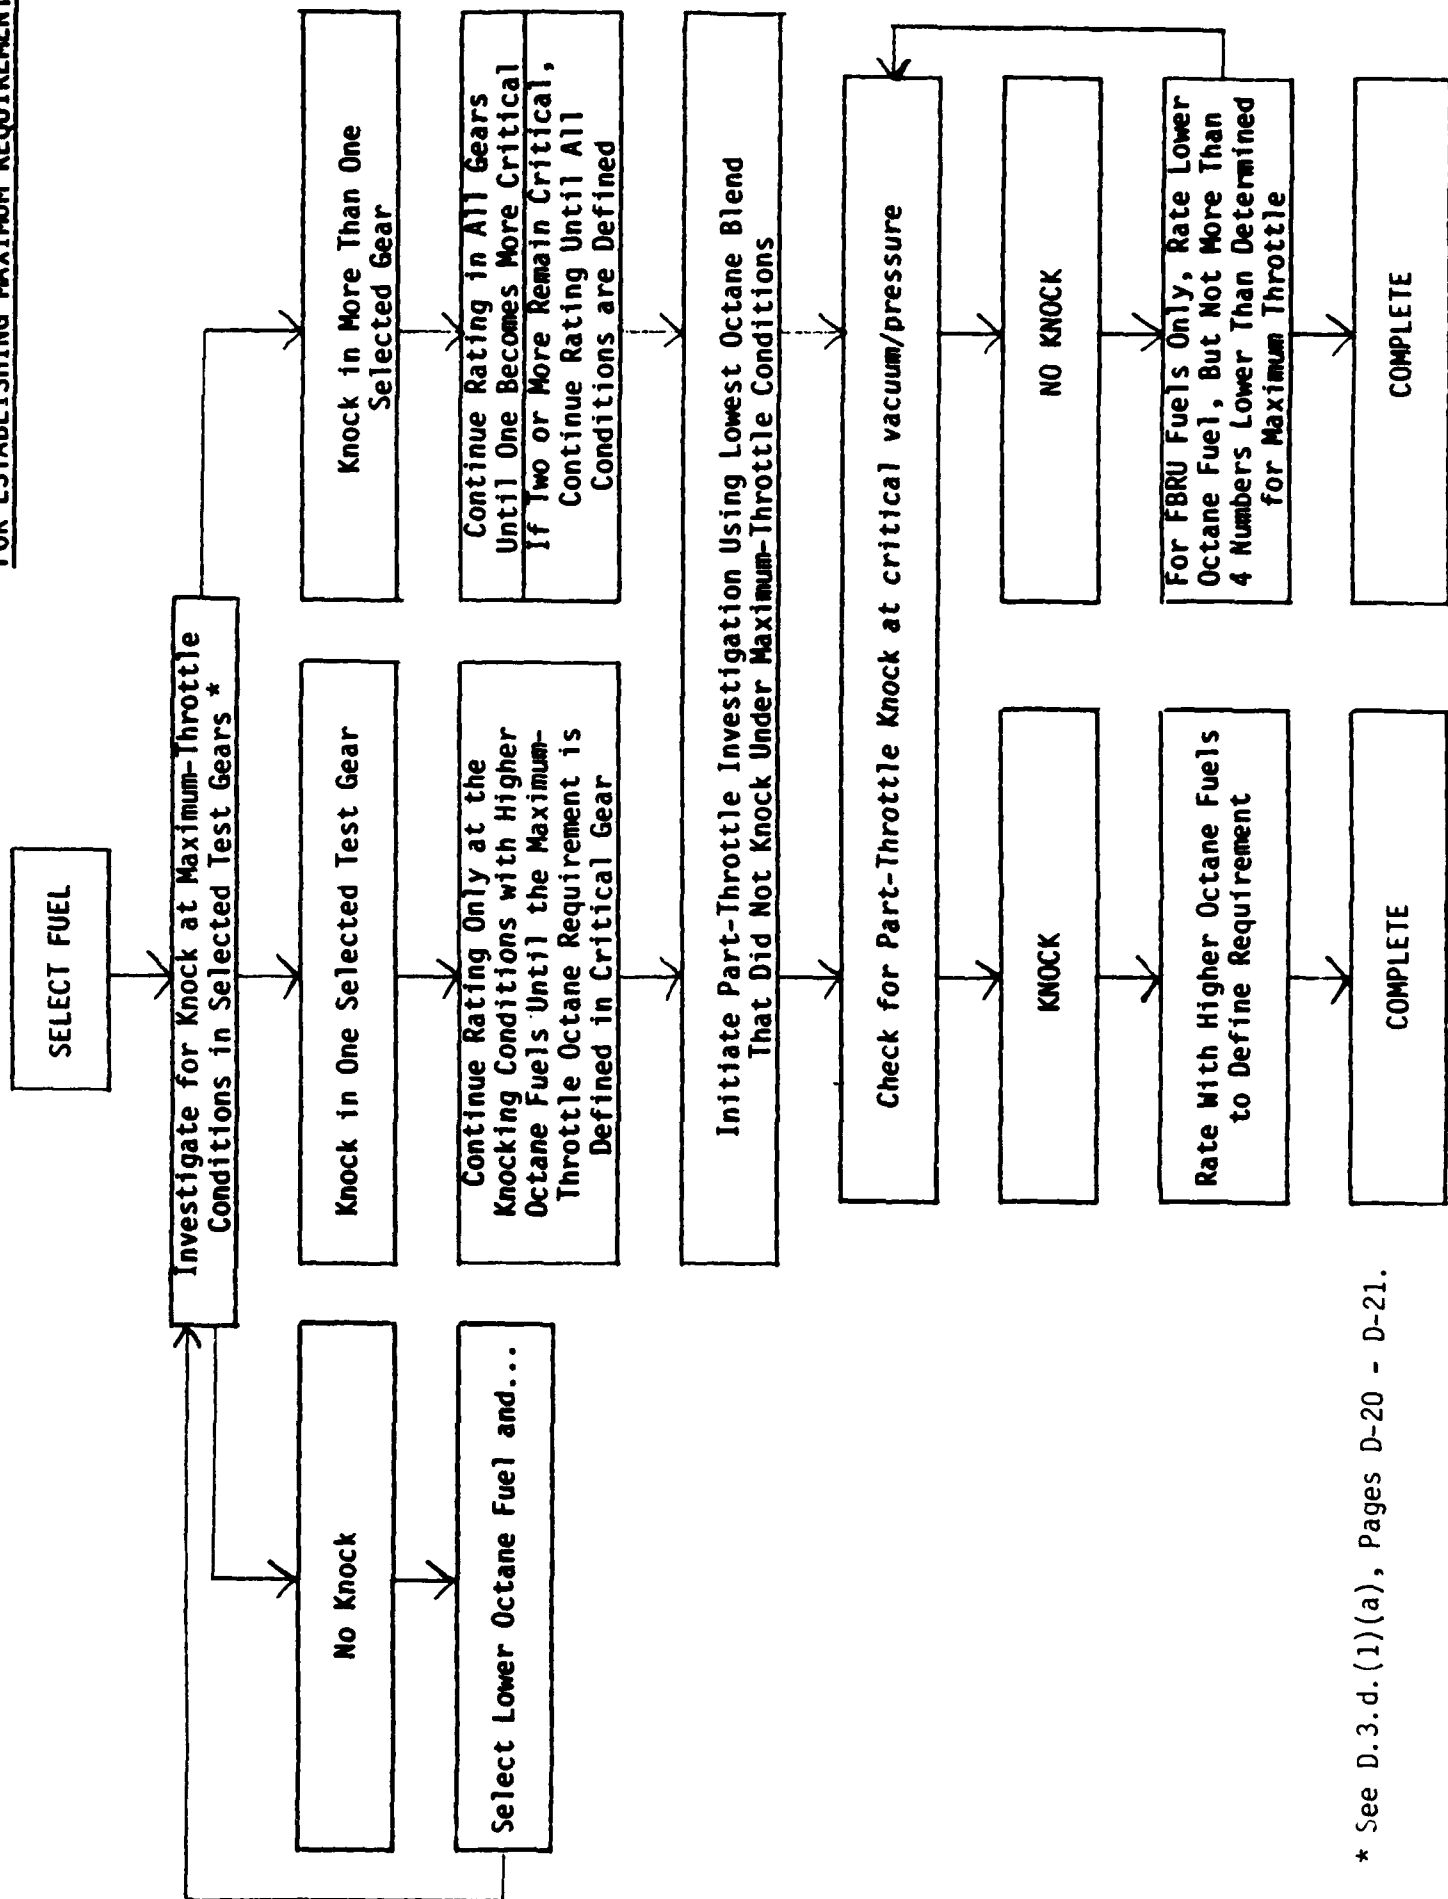 FOR ESTABLISHING MAXIMUM REQUIREMENT
SELECT FUEL
Investigate for Knock at Maximum-Throttle
Conditions in Selected Test Gears *
No Knock
Knock in One Selected Test Gear
Knock in More Than One
Selected Gear
Select Lower Octane Fuel and...
Continue Rating Only at the
Knocking Conditions with Higher
Octane Fuels Until the Maximum-
Throttle Octane Requirement is
Defined in Critical Gear
Continue Rating in All Gears
Until One Becomes More Critical
If Two or More Remain Critical,
Continue Rating Until All
Conditions are Defined
Initiate Part-Throttle Investigation Using Lowest Octane Blend
That Did Not Knock Under Maximum-Throttle Conditions
Check for Part-Throttle Knock at critical vacuum/pressure
KNOCK
NO KNOCK
Rate With Higher Octane Fuels
to Define Requirement
For FBRU Fuels Only, Rate Lower
Octane Fuel, But Not More Than
4 Numbers Lower Than Determined
for Maximum Throttle
COMPLETE
COMPLETE
* See D.3.d.(1)(a), Pages D-20 - D-21.